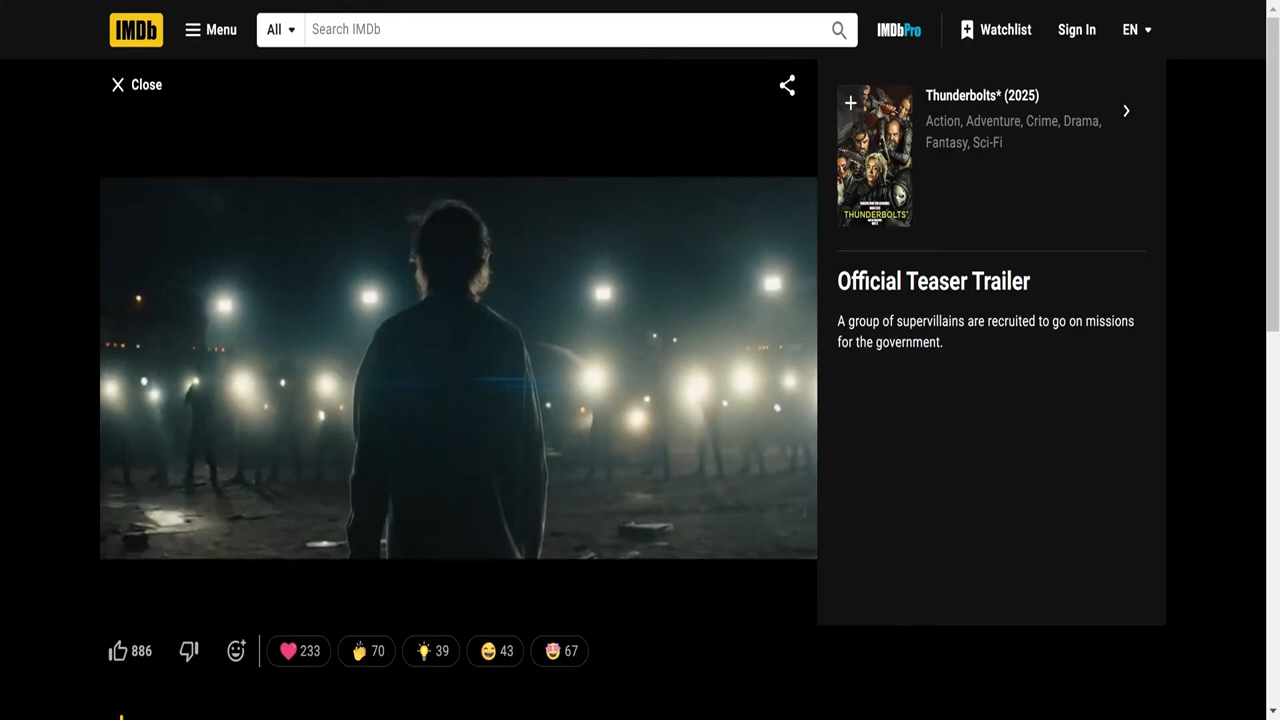 IMDb
Menu
All
Search IMDb
IMDbPro
Watchlist
Sign In
EN
Close
Thunderbolts* (2025)
Action, Adventure, Crime, Drama,
Fantasy, Sci-Fi
THUNDERBOLTS*
Official Teaser Trailer
A group of supervillains are recruited to go on missions
for the government.
886
233
70
39
43
67